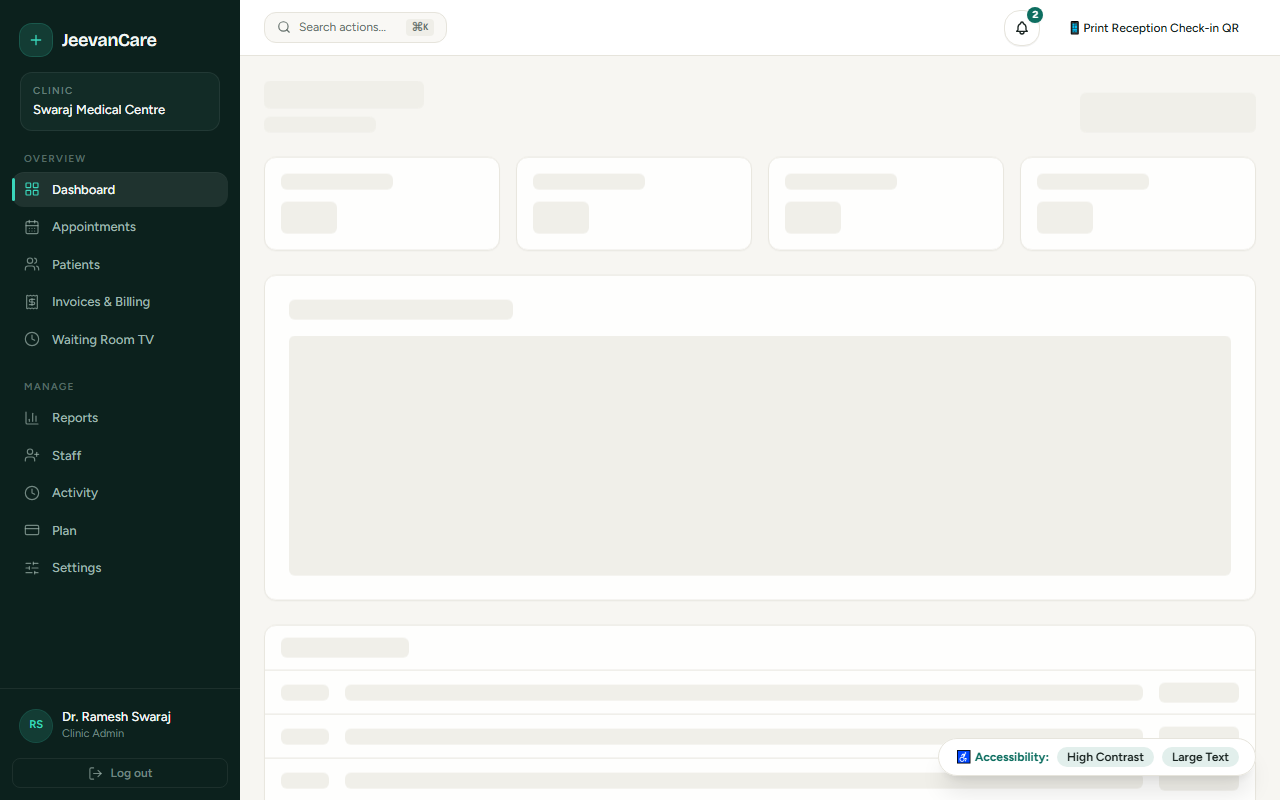 JeevanCare
CLINIC
Swaraj Medical Centre
OVERVIEW
Dashboard
Appointments
Patients
Invoices & Billing
Waiting Room TV
MANAGE
Reports
Staff
Activity
Plan
Settings
RS
Dr. Ramesh Swaraj
Clinic Admin
Log out
Search actions... ⌘K
2
Print Reception Check-in QR
Accessibility: High Contrast Large Text